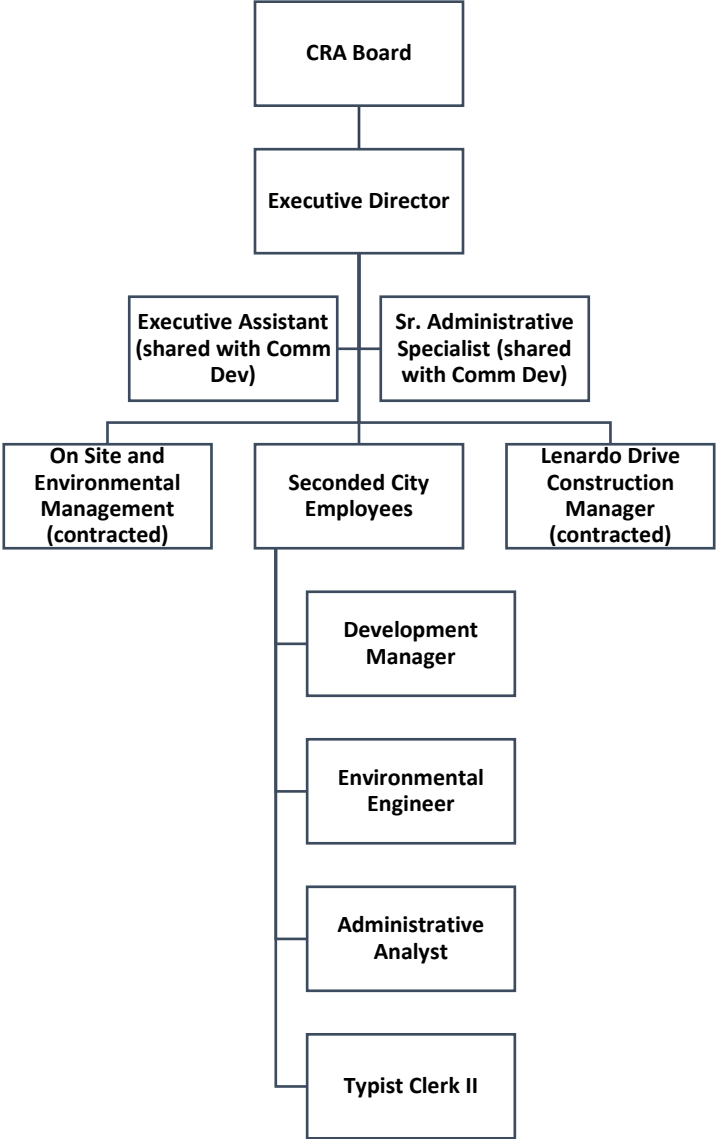 CRA Board
Executive Director
Executive Assistant
(shared with Comm
Dev)
Sr. Administrative
Specialist (shared
with Comm Dev)
On Site and
Environmental
Management
(contracted)
Seconded City
Employees
Lenardo Drive
Construction
Manager
(contracted)
Development
Manager
Environmental
Engineer
Administrative
Analyst
Typist Clerk II